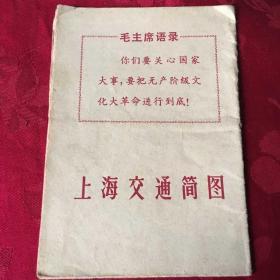 毛主席语录
你们要关心国家
大事，要把无产阶级文
化大革命进行到底！
上海交通简图